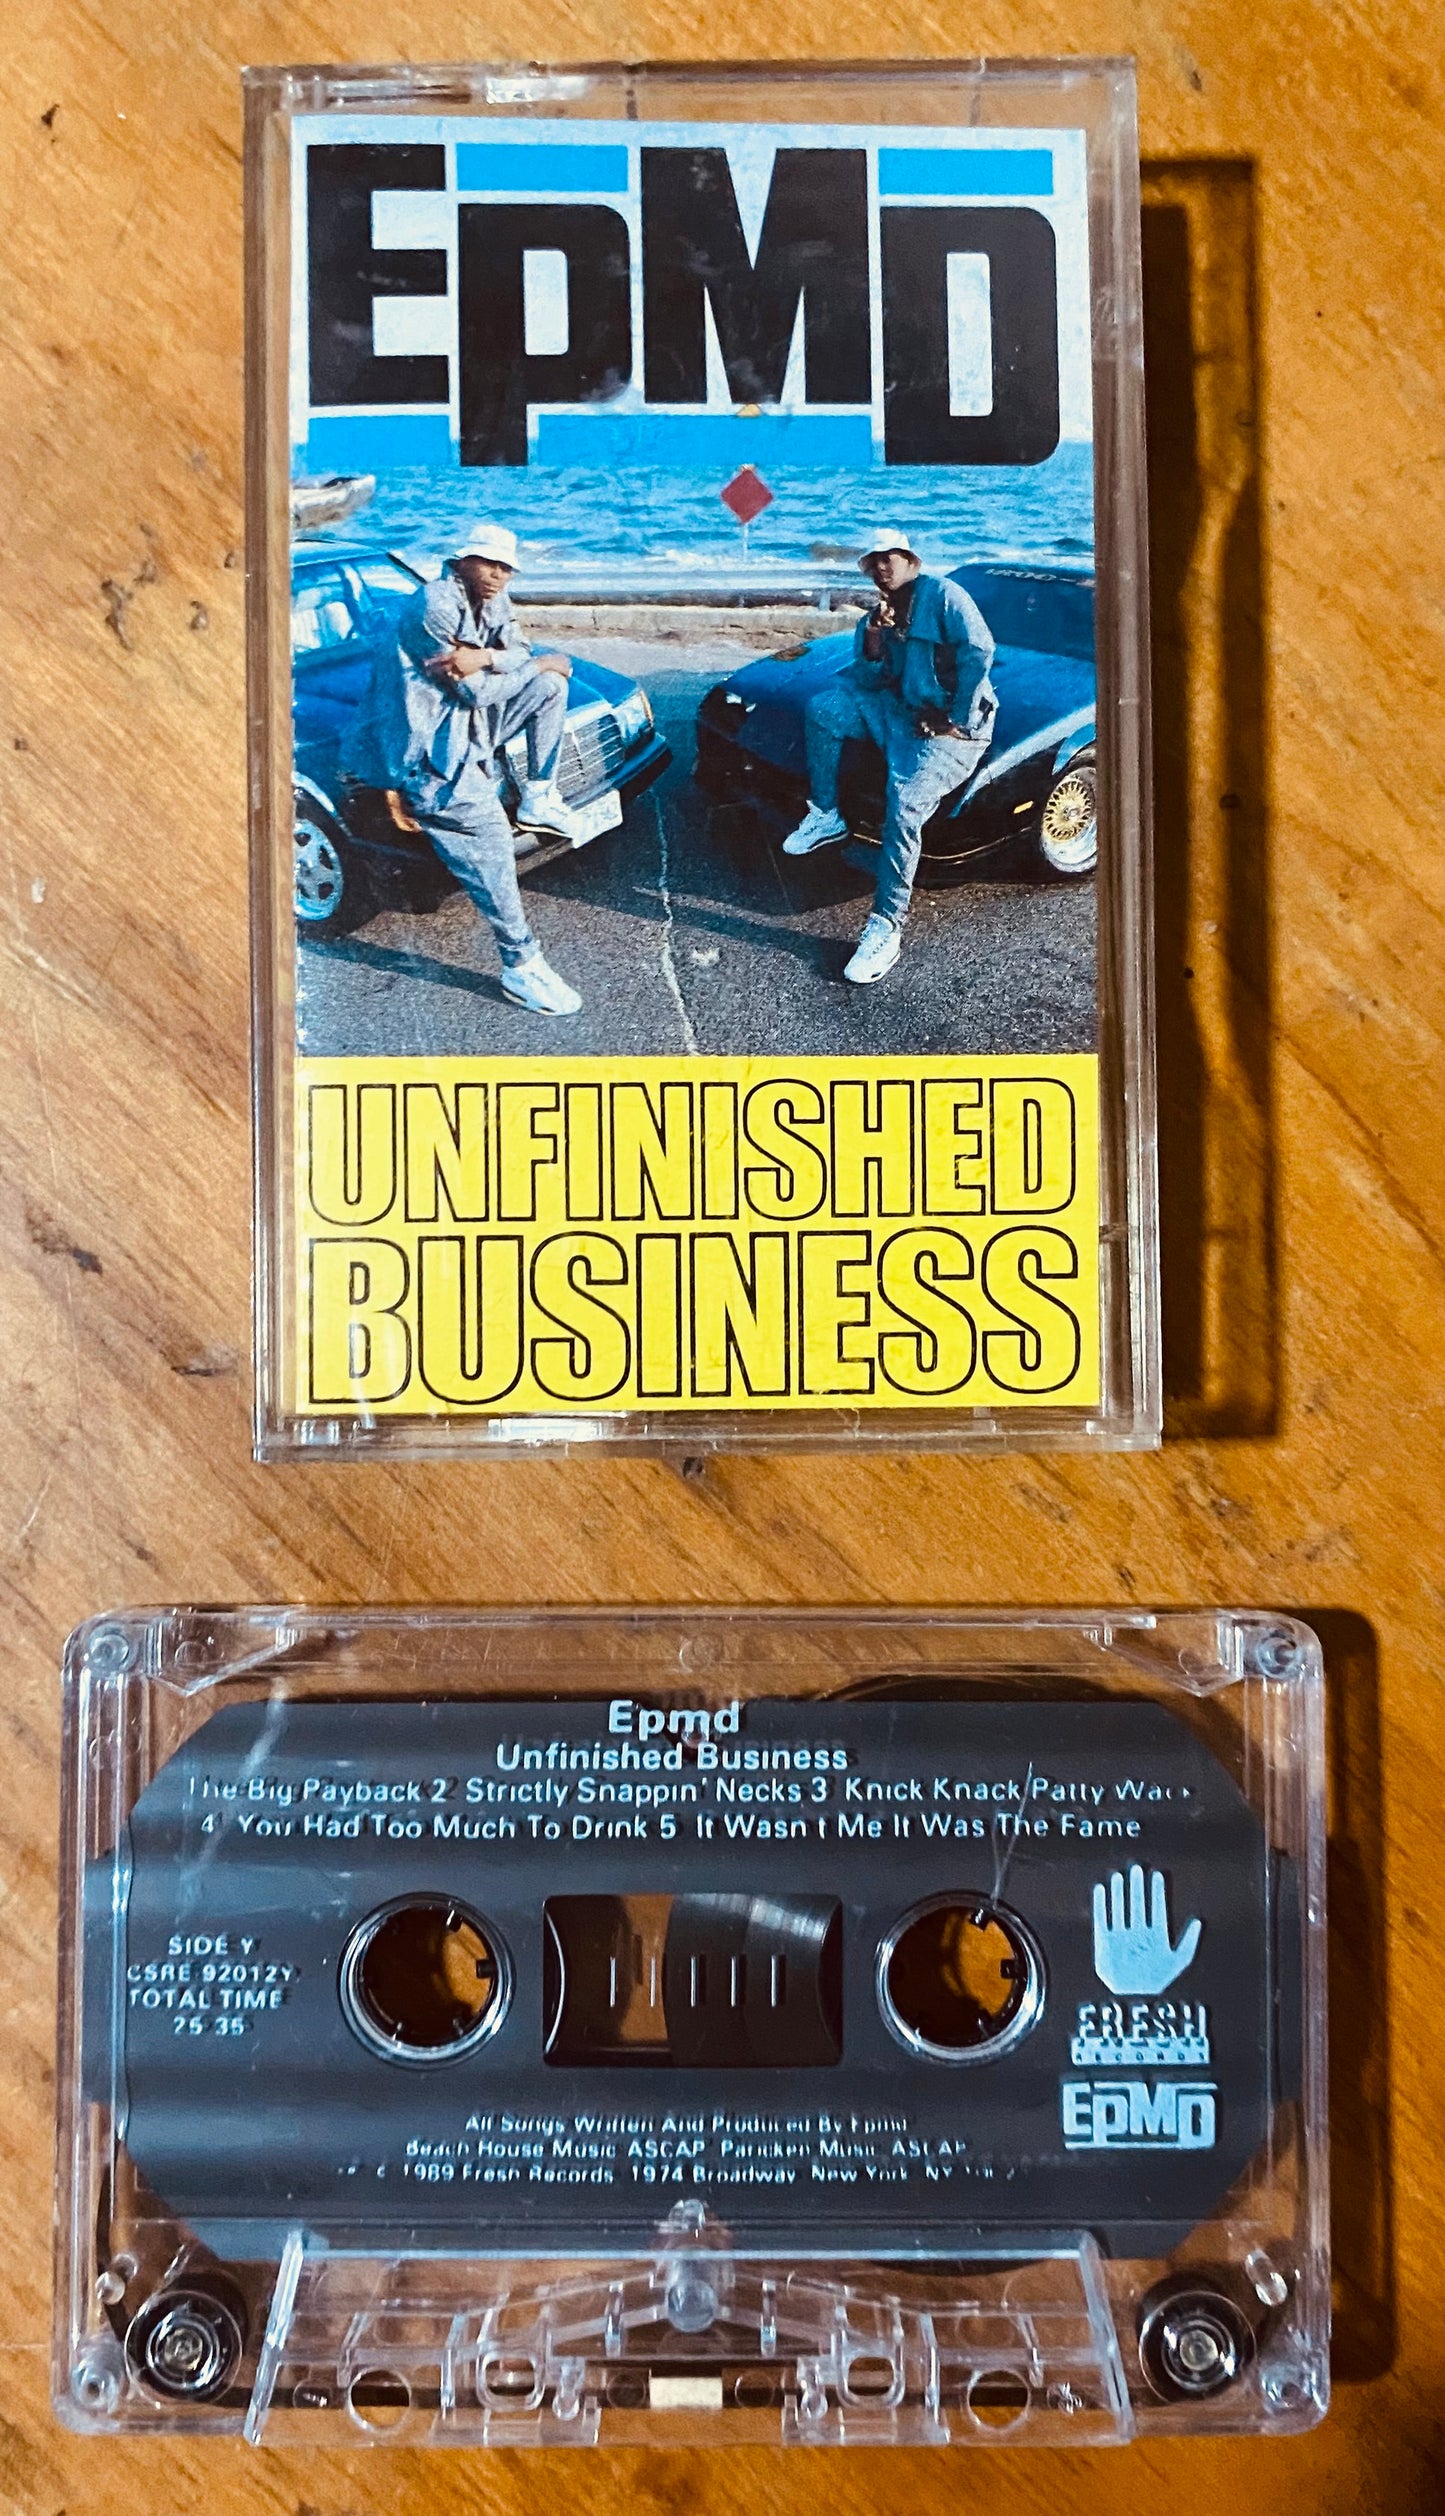 EPMD
UNFINISHED
BUSINESS
Epmd
Unfinished Business
The Big Payback 2 Strictly Snappin' Necks 3 Knick Knack Patty Wack
4 You Had Too Much To Drink 5 It Wasn t Me It Was The Fame
SIDE Y
CSRE 92012Y
TOTAL TIME
25 35
FRESH
RECORDS
EPMD
All Songs Written And Produced By Epmd
Beach House Music ASCAP Paricken Music ASCAP
1989 Fresh Records 1974 Broadway New York NY